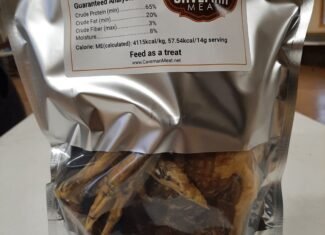 Guaranteed Analysis
MEAT
Crude Protein (min) 65%
Crude Fat (min) 20%
Crude Fiber (max) 3%
Moisture 8%
Calorie: ME(calculated): 4115kcal/kg, 57.54kcal/14g serving
Feed as a treat
www.CavemanMeat.net